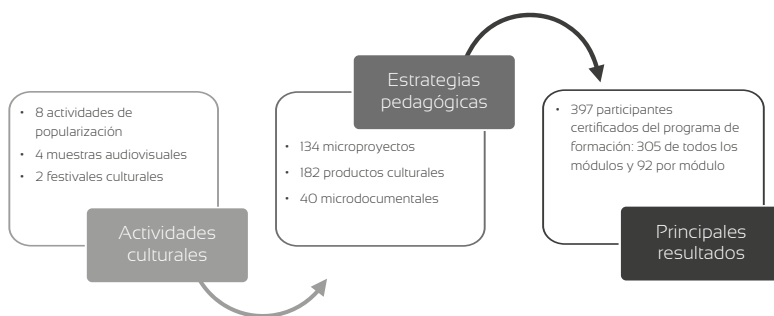 • 8 actividades de
popularización
• 4 muestras audiovisuales
• 2 festivales culturales
Actividades
culturales
Estrategias
pedagógicas
• 134 microproyectos
• 182 productos culturales
• 40 microdocumentales
• 397 participantes
certificados del programa de
formación: 305 de todos los
módulos y 92 por módulo
Principales
resultados